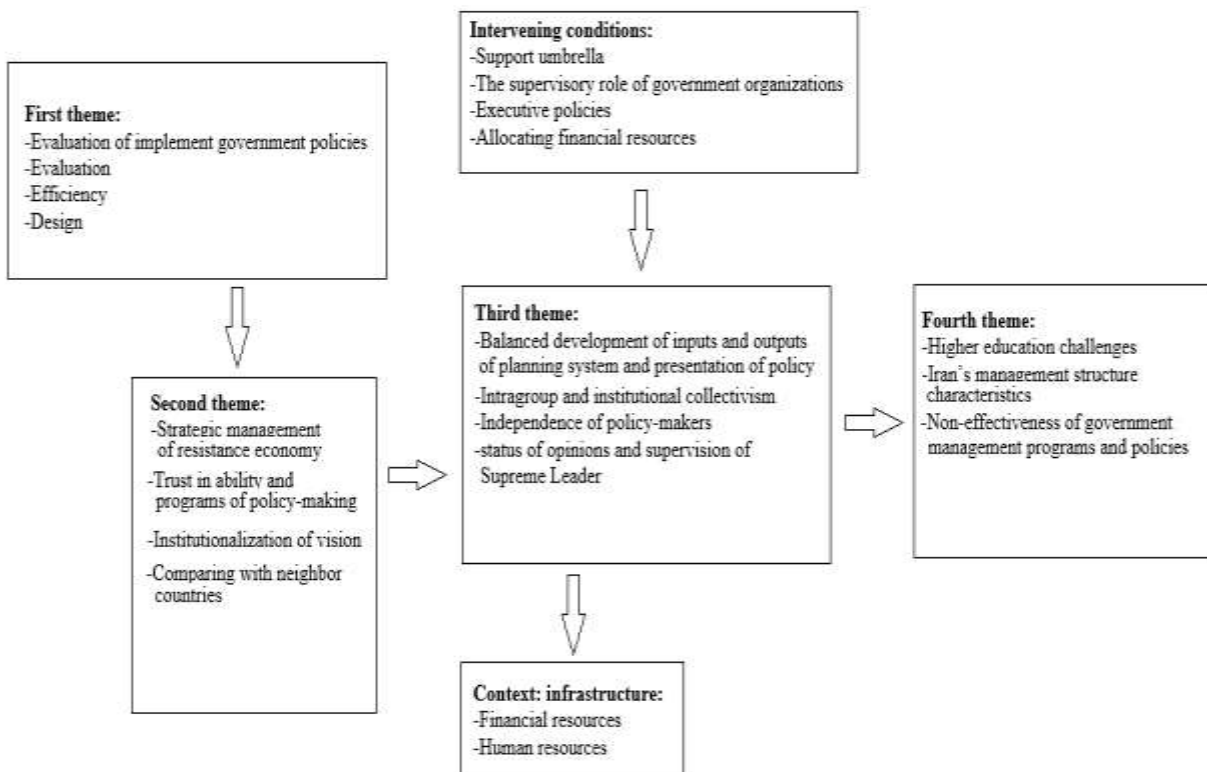 Intervening conditions:
-Support umbrella
-The supervisory role of government organizations
-Executive policies
-Allocating financial resources
First theme:
-Evaluation of implement government policies
-Evaluation
-Efficiency
-Design
Second theme:
-Strategic management
of resistance economy
-Trust in ability and
programs of policy-making
-Institutionalization of vision
-Comparing with neighbor
countries
Third theme:
-Balanced development of inputs and outputs
of planning system and presentation of policy
-Intragroup and institutional collectivism
-Independence of policy-makers
-status of opinions and supervision of
Supreme Leader
Fourth theme:
-Higher education challenges
-Iran's management structure
characteristics
-Non-effectiveness of government
management programs and policies
Context: infrastructure:
-Financial resources
-Human resources